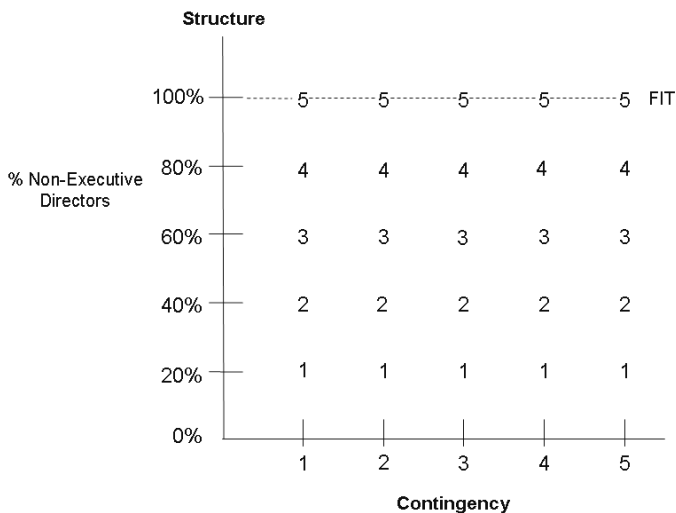 Structure
100% 5 5 5 5 5 FIT
80% 4 4 4 4 4
% Non-Executive
Directors
60% 3 3 3 3 3
40% 2 2 2 2 2
20% 1 1 1 1 1
0%
1 2 3 4 5
Contingency